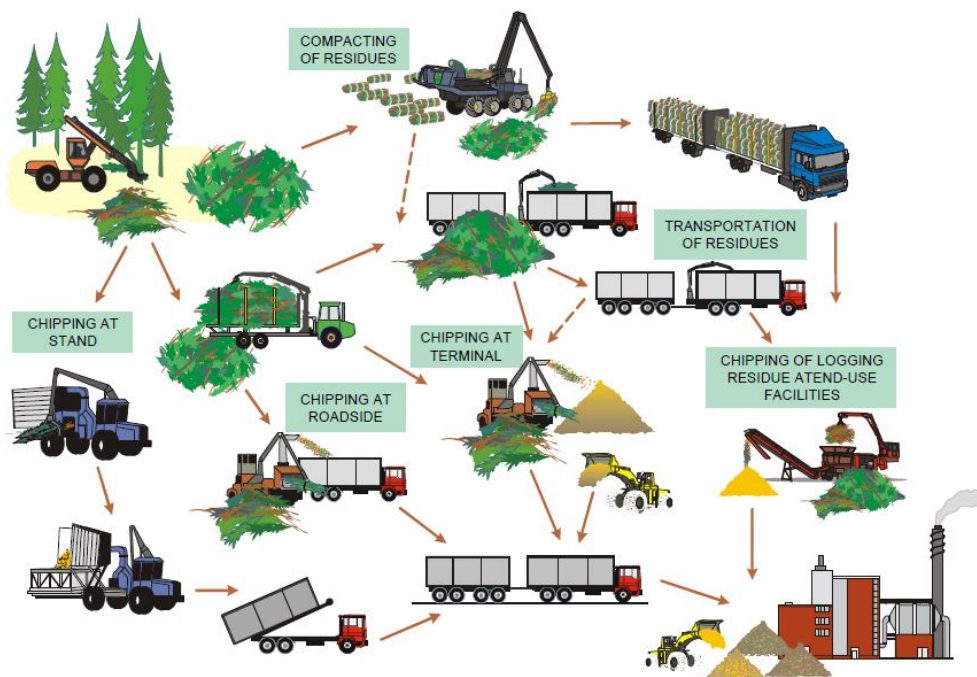 COMPACTING
OF RESIDUES
TRANSPORTATION
OF RESIDUES
CHIPPING AT
STAND
CHIPPING AT
TERMINAL
CHIPPING OF LOGGING
RESIDUE ATEND-USE
FACILITIES
CHIPPING AT
ROADSIDE